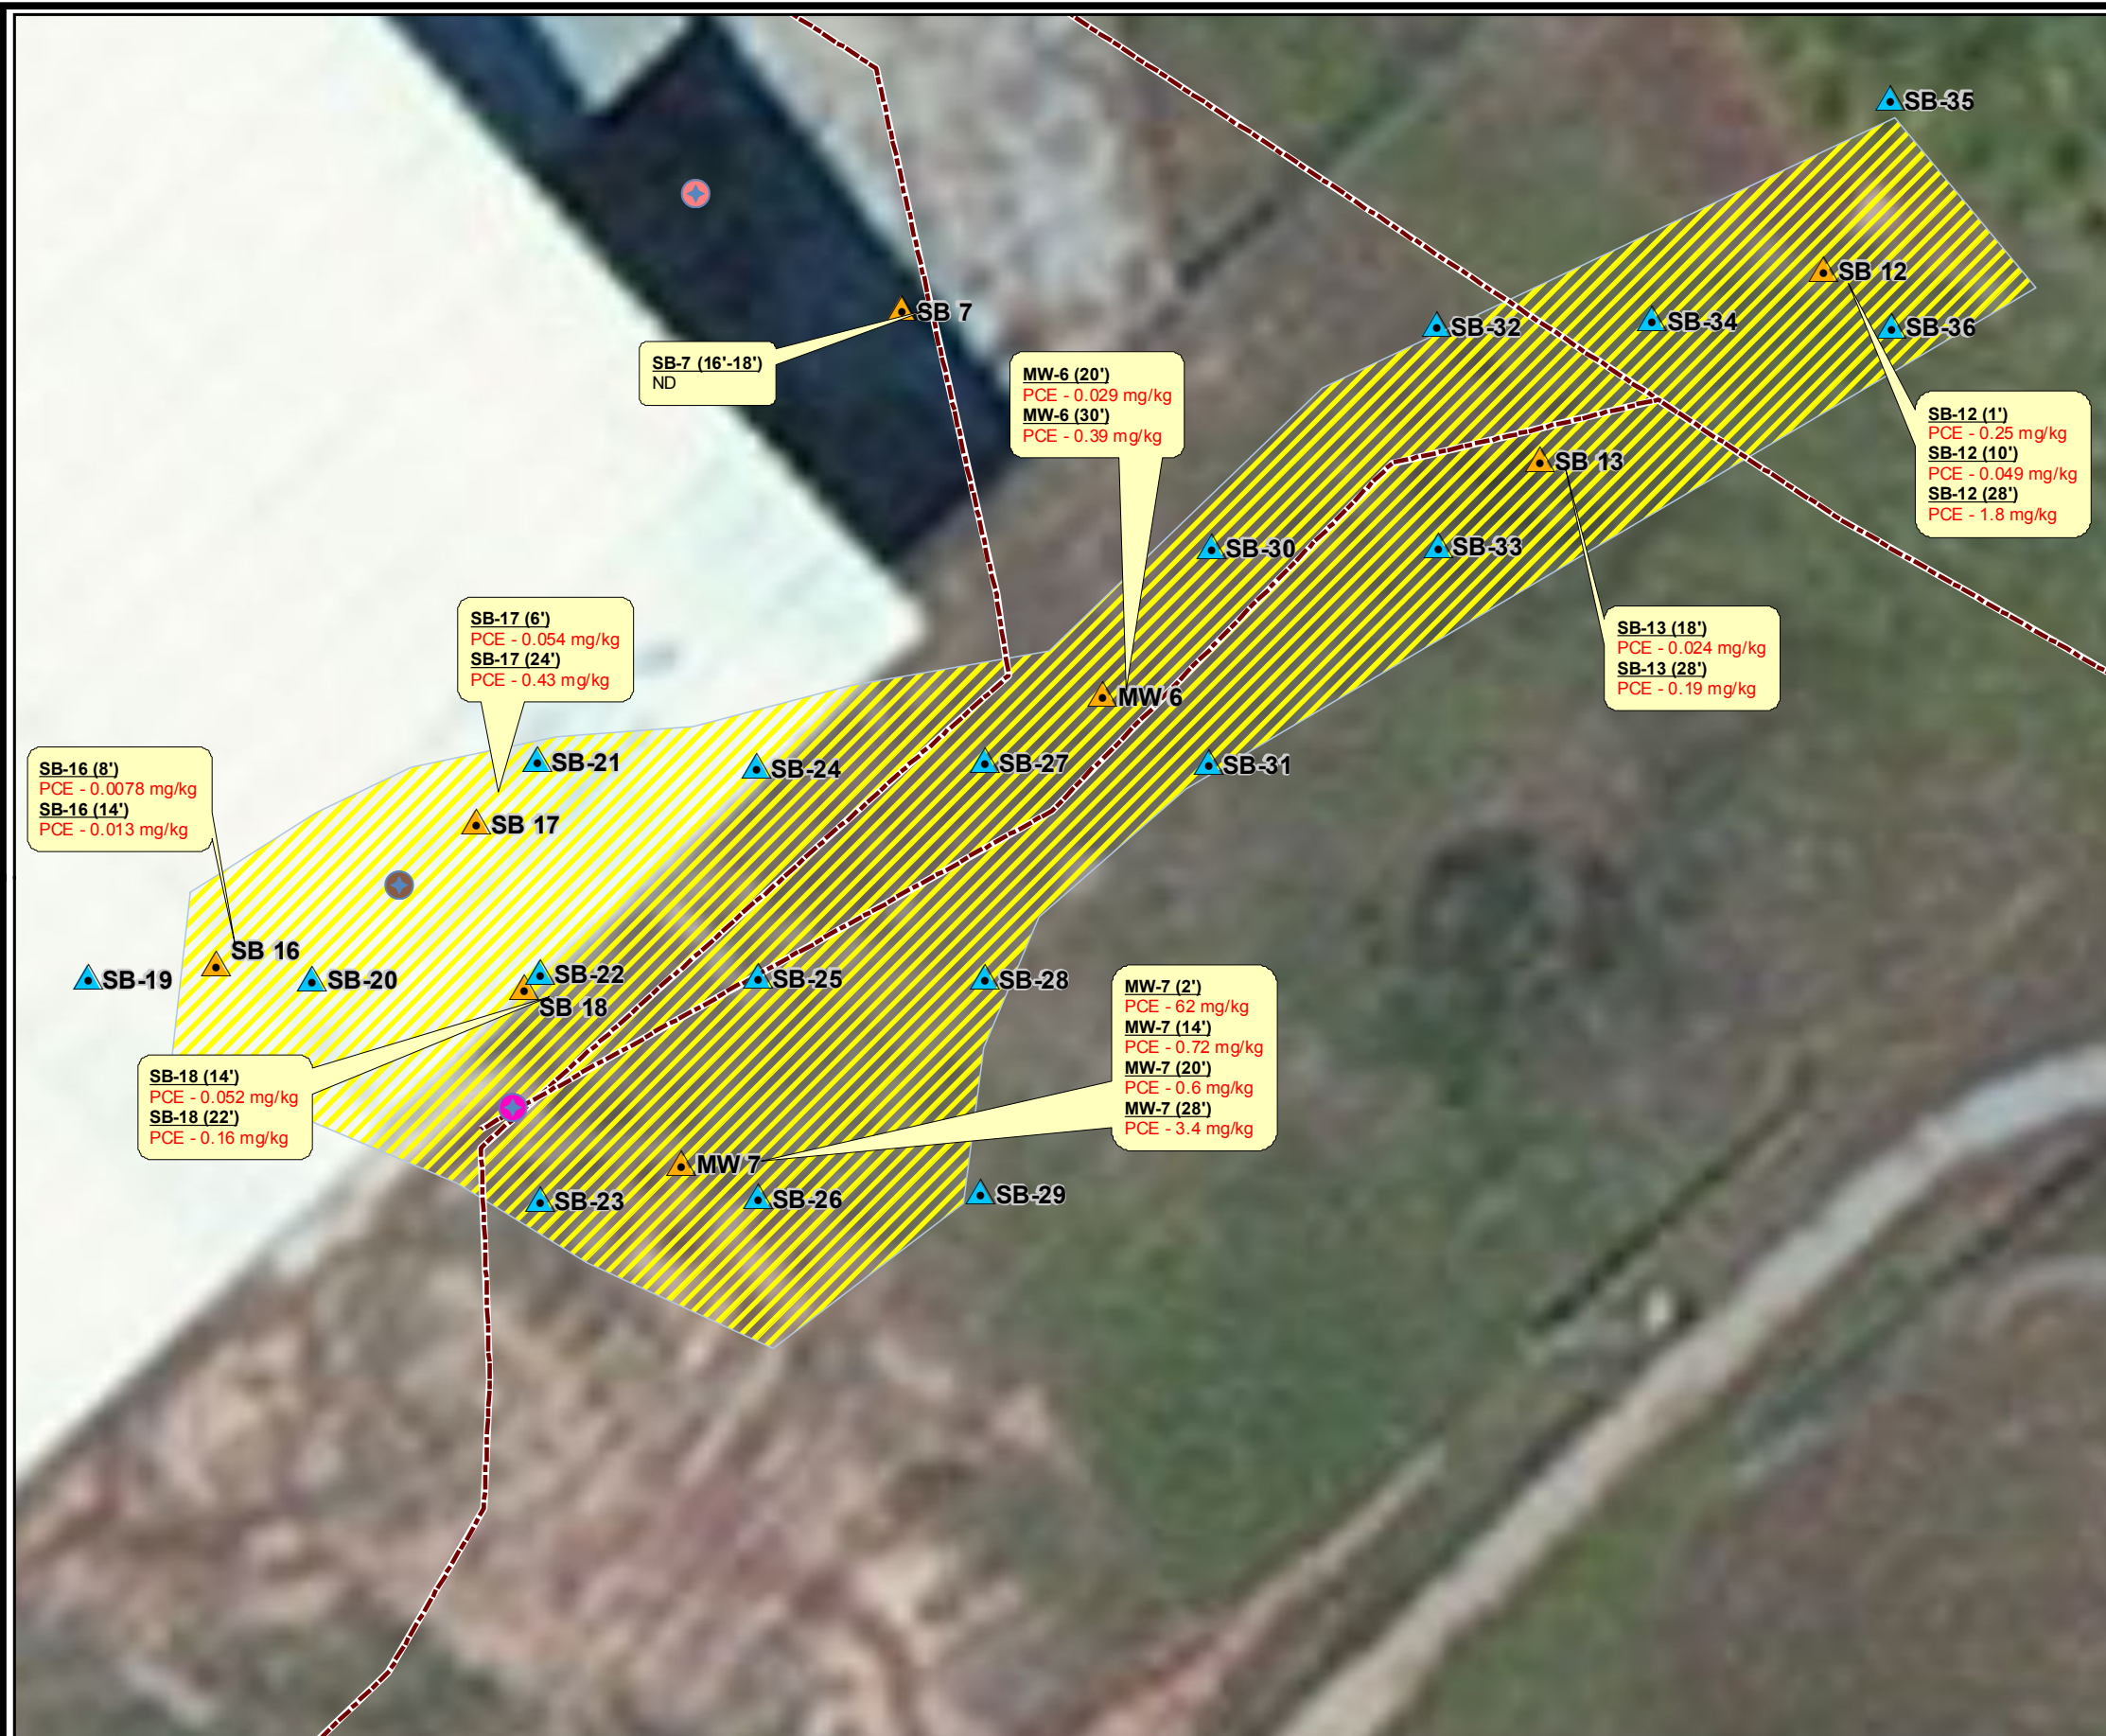 SB-35
SB 12
SB 7
SB-34
SB-32
SB-36
SB-7 (16'-18')
ND
MW-6 (20')
PCE - 0.029 mg/kg
MW-6 (30')
PCE - 0.39 mg/kg
SB-12 (1')
PCE - 0.25 mg/kg
SB-12 (10')
PCE - 0.049 mg/kg
SB-12 (28')
PCE - 1.8 mg/kg
SB 13
SB-30
SB-33
SB-17 (6')
PCE - 0.054 mg/kg
SB-17 (24')
PCE - 0.43 mg/kg
SB-13 (18')
PCE - 0.024 mg/kg
SB-13 (28')
PCE - 0.19 mg/kg
MW 6
SB-21
SB-24
SB-27
SB-31
SB-16 (8')
PCE - 0.0078 mg/kg
SB-16 (14')
PCE - 0.013 mg/kg
SB 17
SB 16
SB-19
SB-20
SB-22
SB 18
SB-25
SB-28
MW-7 (2')
PCE - 62 mg/kg
MW-7 (14')
PCE - 0.72 mg/kg
MW-7 (20')
PCE - 0.6 mg/kg
MW-7 (28')
PCE - 3.4 mg/kg
SB-18 (14')
PCE - 0.052 mg/kg
SB-18 (22')
PCE - 0.16 mg/kg
MW 7
SB-23
SB-26
SB-29